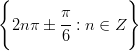 {2nπ ± π/6 : n ∈ Z}